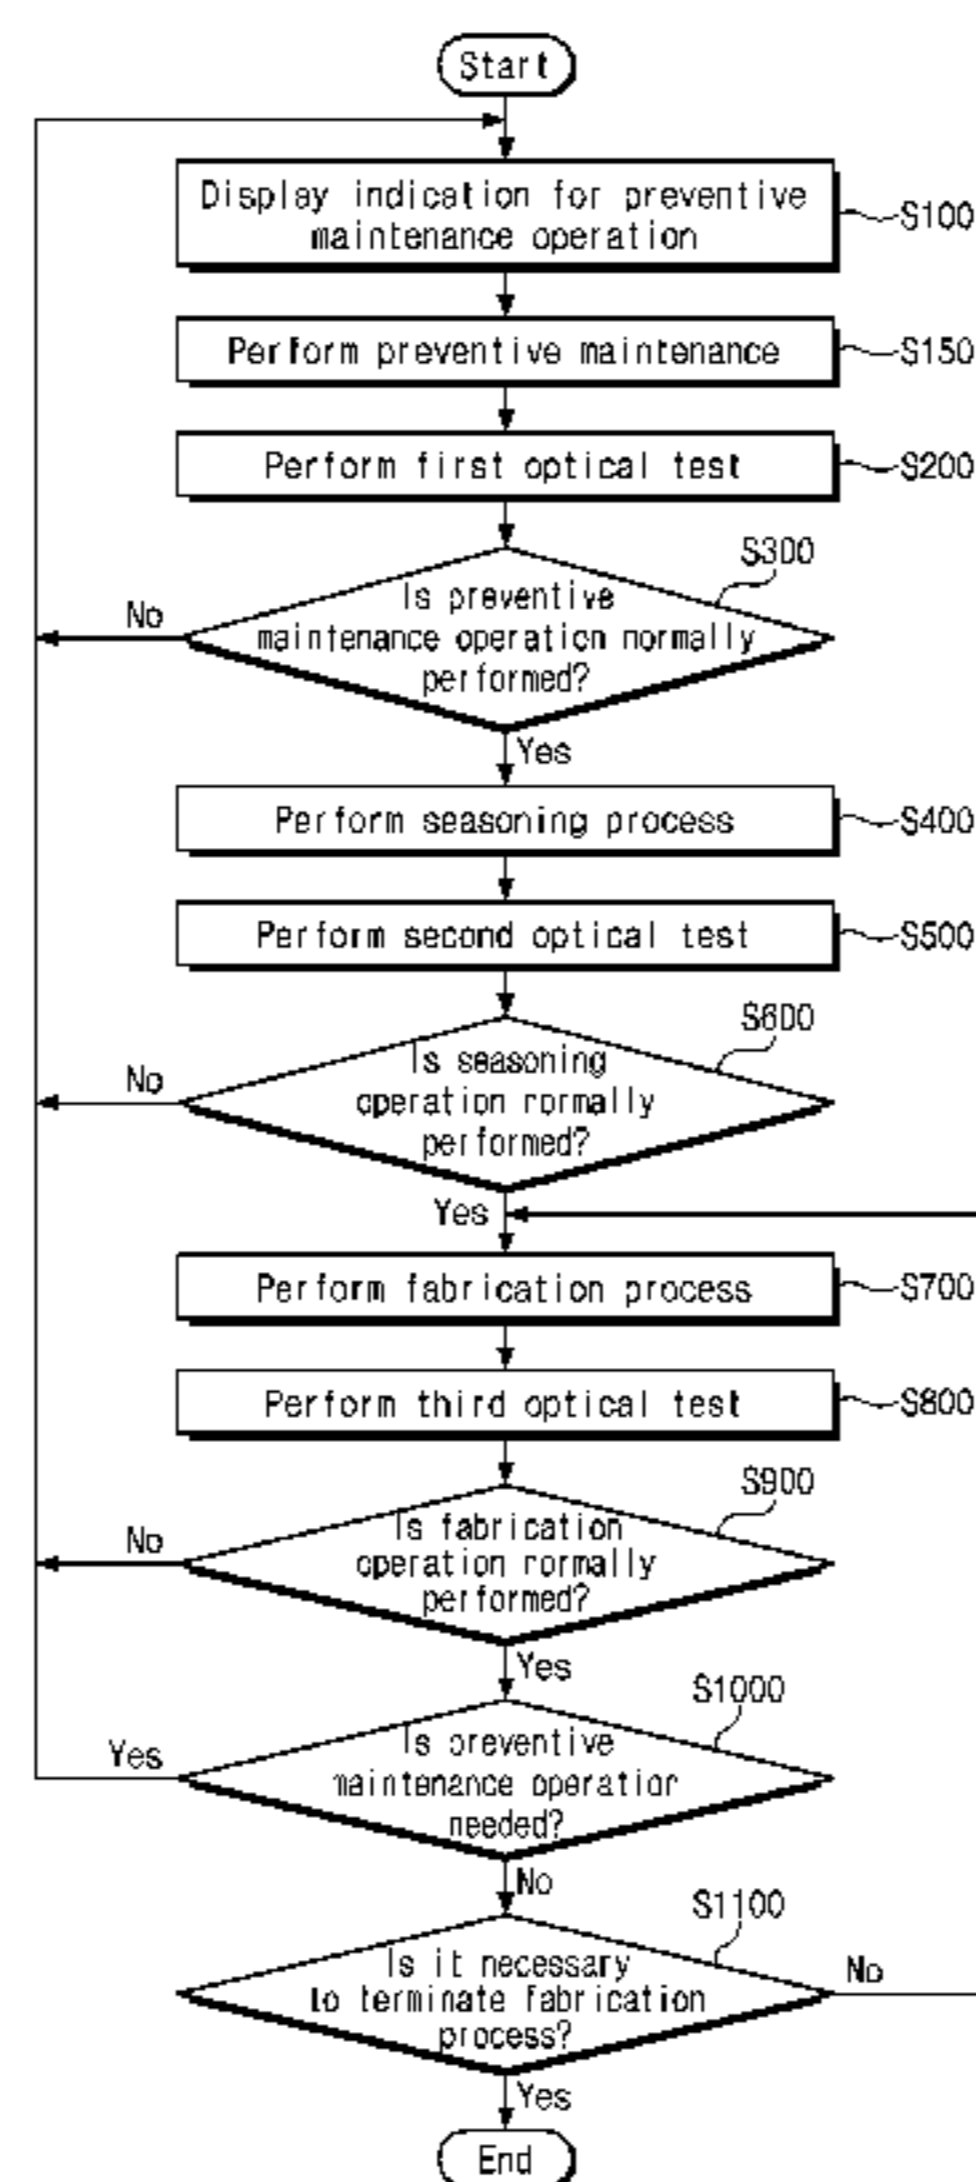 Start
Display indication for preventive
maintenance operation
S100
Perform preventive maintenance
S150
Perform first optical test
S200
S300
Is preventive
maintenance operation normally
performed?
No
Yes
Perform seasoning process
S400
Perform second optical test
S500
S600
Is seasoning
operation normally
performed?
No
Yes
Perform fabrication process
S700
Perform third optical test
S800
S900
Is fabrication
operation normally
performed?
No
Yes
S1000
Is preventive
maintenance operation
needed?
Yes
No
S1100
Is it necessary
to terminate fabrication
process?
No
Yes
End